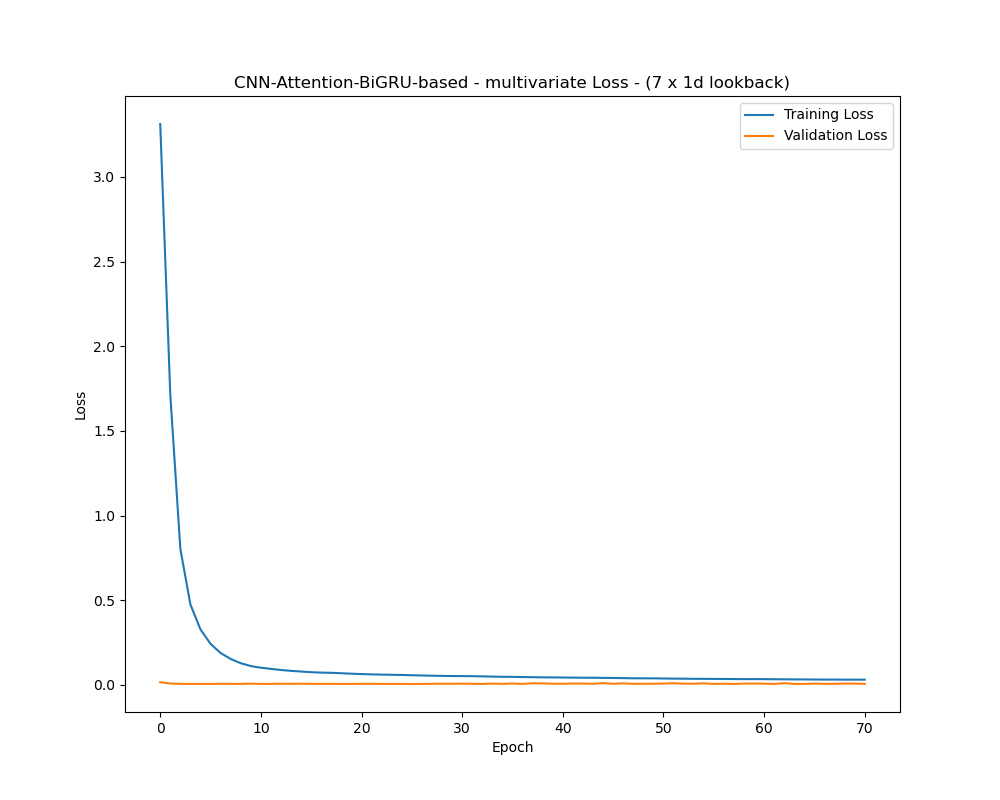 CNN-Attention-BiGRU-based - multivariate Loss - (7 x 1d lookback)
Training Loss
Validation Loss
3.0
2.5
2.0
1.5
1.0
0.5
0.0
Loss
0 10 20 30 40 50 60 70
Epoch